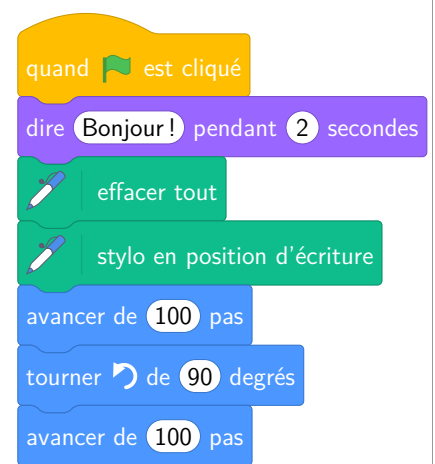 quand est cliqué
dire Bonjour ! pendant 2 secondes
effacer tout
stylo en position d'écriture
avancer de 100 pas
tourner de 90 degrés
avancer de 100 pas